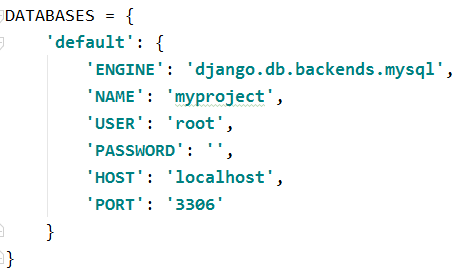 DATABASES = {
    'default': {
        'ENGINE': 'django.db.backends.mysql',
        'NAME': 'myproject',
        'USER': 'root',
        'PASSWORD': '',
        'HOST': 'localhost',
        'PORT': '3306'
    }
}